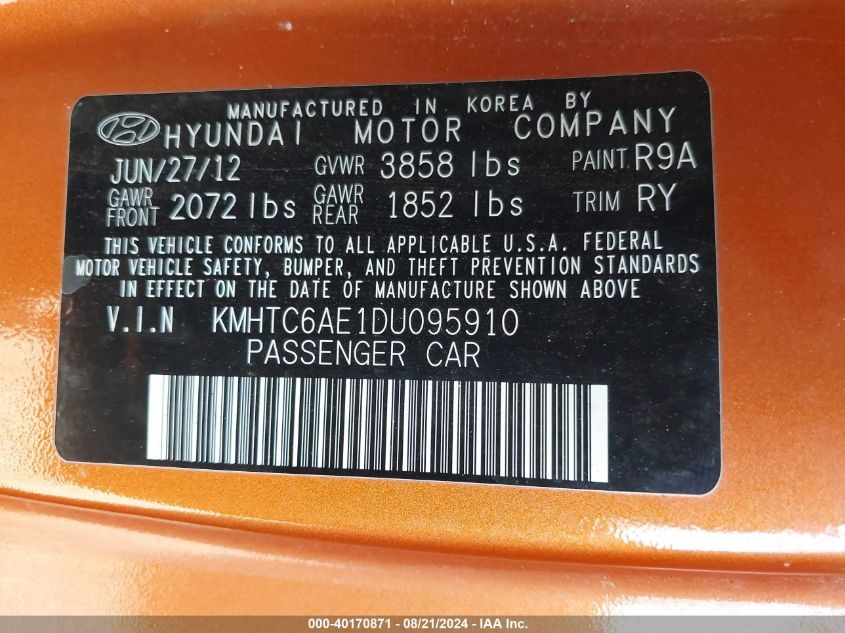 MANUFACTURED IN KOREA BY
HYUNDAI MOTOR COMPANY
JUN/27/12 GVWR 3858 lbs PAINT R9A
GAWR FRONT 2072 lbs GAWR REAR 1852 lbs TRIM RY
THIS VEHICLE CONFORMS TO ALL APPLICABLE U.S.A. FEDERAL
MOTOR VEHICLE SAFETY, BUMPER, AND THEFT PREVENTION STANDARDS
IN EFFECT ON THE DATE OF MANUFACTURE SHOWN ABOVE
V.I.N KMHTC6AE1DU095910
PASSENGER CAR
000-40170871 - 08/21/2024 - IAA Inc.